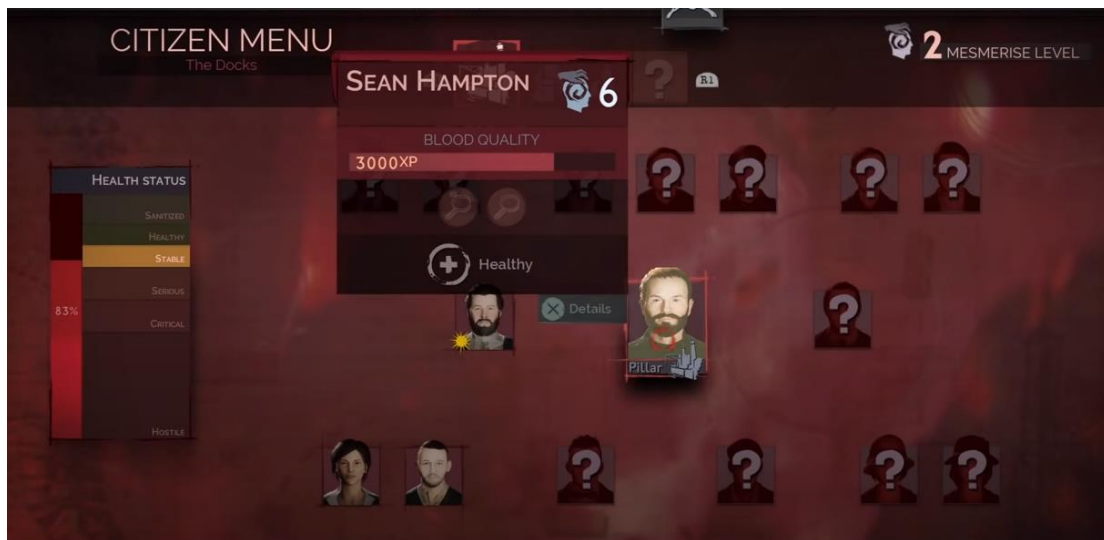 CITIZEN MENU
The Docks
2 MESMERISE LEVEL
SEAN HAMPTON
6
?
R1
BLOOD QUALITY
3000XP
HEALTH STATUS
SANITIZED
HEALTHY
STABLE
SERIOUS
CRITICAL
HOSTILE
83%
? ? ? ? ? ? ?
Healthy
Details
?
Pillar
? ? ? ?